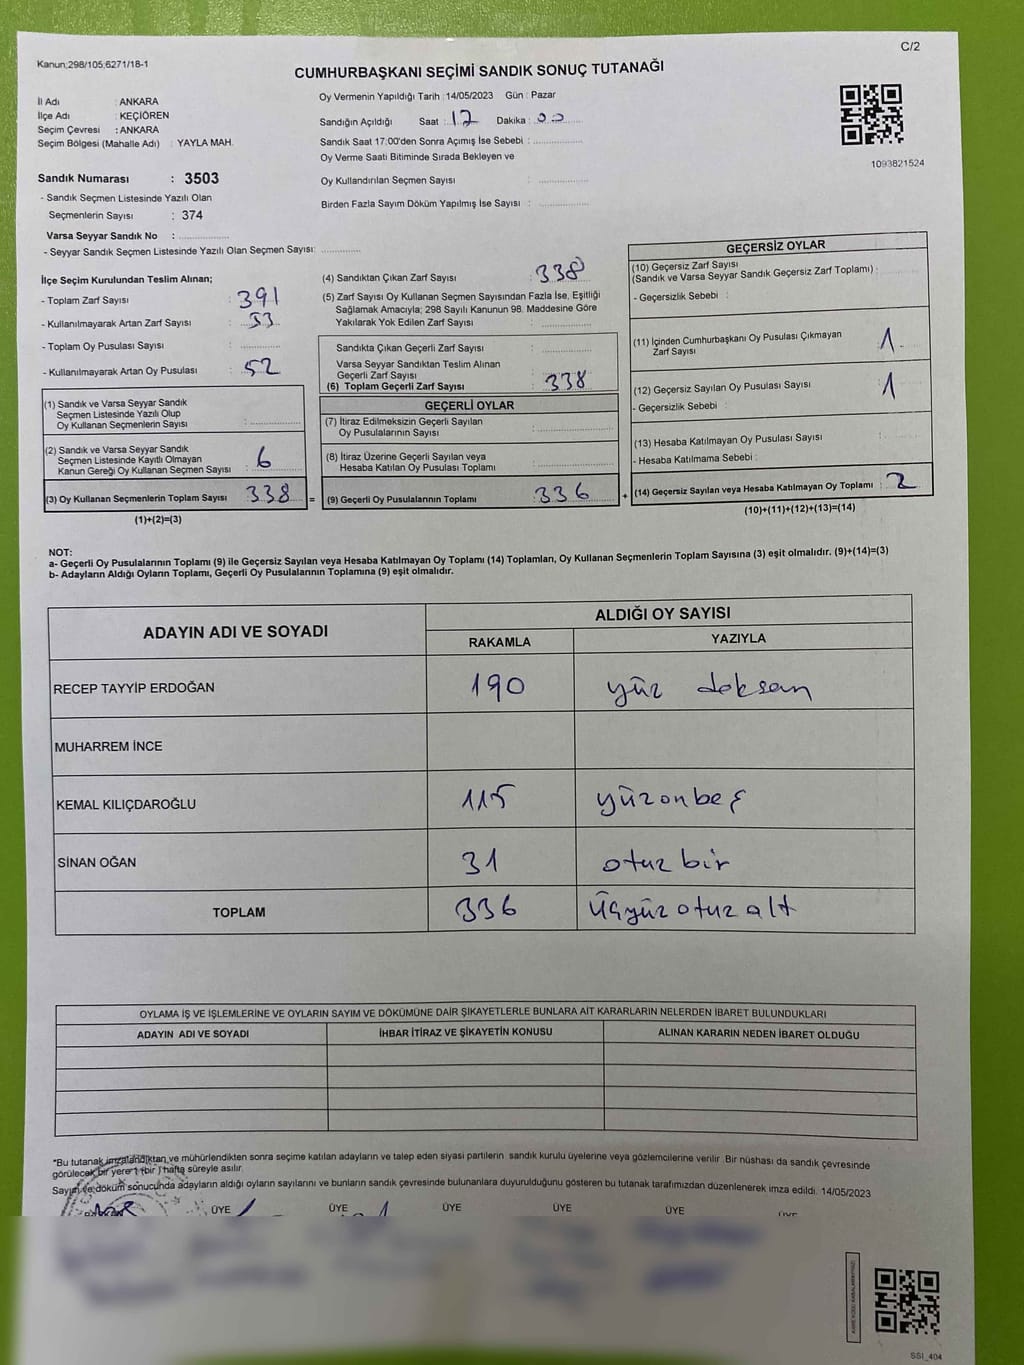 C/2
Kanun;298/105;6271/18-1
CUMHURBAŞKANI SEÇİMİ SANDIK SONUÇ TUTANAĞI
İl Adı : ANKARA
İlçe Adı : KEÇİÖREN
Seçim Çevresi : ANKARA
Seçim Bölgesi (Mahalle Adı) : YAYLA MAH.
Oy Vermenin Yapıldığı Tarih : 14/05/2023 Gün : Pazar
Sandığın Açıldığı Saat : 17 Dakika : 00
Sandık Saat 17:00'den Sonra Açımış İse Sebebi :
Oy Verme Saati Bitiminde Sırada Bekleyen ve
Oy Kullandırılan Seçmen Sayısı :
Birden Fazla Sayım Döküm Yapılmış İse Sayısı :
1093821524
Sandık Numarası : 3503
- Sandık Seçmen Listesinde Yazılı Olan
Seçmenlerin Sayısı : 374
Varsa Seyyar Sandık No :
- Seyyar Sandık Seçmen Listesinde Yazılı Olan Seçmen Sayısı:
İlçe Seçim Kurulundan Teslim Alınan;
- Toplam Zarf Sayısı : 391
- Kullanılmayarak Artan Zarf Sayısı : 53
- Toplam Oy Pusulası Sayısı :
- Kullanılmayarak Artan Oy Pusulası : 52
(1) Sandık ve Varsa Seyyar Sandık
Seçmen Listesinde Yazılı Olup
Oy Kullanan Seçmenlerin Sayısı :
(2) Sandık ve Varsa Seyyar Sandık
Seçmen Listesinde Kayıtlı Olmayan
Kanun Gereği Oy Kullanan Seçmen Sayısı : 6
(3) Oy Kullanan Seçmenlerin Toplam Sayısı : 338 =
(1)+(2)=(3)
(4) Sandıktan Çıkan Zarf Sayısı : 338
(5) Zarf Sayısı Oy Kullanan Seçmen Sayısından Fazla İse, Eşitliği
Sağlamak Amacıyla; 298 Sayılı Kanunun 98. Maddesine Göre
Yakılarak Yok Edilen Zarf Sayısı :
Sandıkta Çıkan Geçerli Zarf Sayısı :
Varsa Seyyar Sandıktan Teslim Alınan
Geçerli Zarf Sayısı :
(6) Toplam Geçerli Zarf Sayısı : 338
GEÇERLİ OYLAR
(7) İtiraz Edilmeksizin Geçerli Sayılan
Oy Pusulalarının Sayısı :
(8) İtiraz Üzerine Geçerli Sayılan veya
Hesaba Katılan Oy Pusulası Toplamı :
(9) Geçerli Oy Pusulalarının Toplamı : 336 +
GEÇERSİZ OYLAR
(10) Geçersiz Zarf Sayısı
(Sandık ve Varsa Seyyar Sandık Geçersiz Zarf Toplamı) :
- Geçersizlik Sebebi :
(11) İçinden Cumhurbaşkanı Oy Pusulası Çıkmayan
Zarf Sayısı : 1
(12) Geçersiz Sayılan Oy Pusulası Sayısı : 1
- Geçersizlik Sebebi :
(13) Hesaba Katılmayan Oy Pusulası Sayısı :
- Hesaba Katılmama Sebebi :
(14) Geçersiz Sayılan veya Hesaba Katılmayan Oy Toplamı : 2
(10)+(11)+(12)+(13)=(14)
NOT:
a- Geçerli Oy Pusulalarının Toplamı (9) ile Geçersiz Sayılan veya Hesaba Katılmayan Oy Toplamı (14) Toplamları, Oy Kullanan Seçmenlerin Toplam Sayısına (3) eşit olmalıdır. (9)+(14)=(3)
b- Adayların Aldığı Oyların Toplamı, Geçerli Oy Pusulalarının Toplamına (9) eşit olmalıdır.
ADAYIN ADI VE SOYADI ALDIĞI OY SAYISI
RAKAMLA YAZIYLA
RECEP TAYYİP ERDOĞAN 190 yüz doksan
MUHARREM İNCE
KEMAL KILIÇDAROĞLU 115 yüzonbeş
SİNAN OĞAN 31 otuz bir
TOPLAM 336 Üçyüz otuz alt
OYLAMA İŞ VE İŞLEMLERİNE VE OYLARIN SAYIM VE DÖKÜMÜNE DAİR ŞİKAYETLERLE BUNLARA AİT KARARLARIN NELERDEN İBARET BULUNDUKLARI
ADAYIN ADI VE SOYADI İHBAR İTİRAZ VE ŞİKAYETİN KONUSU ALINAN KARARIN NEDEN İBARET OLDUĞU
*Bu tutanak imzalandıktan ve mühürlendikten sonra seçime katılan adayların ve talep eden siyasi partilerin sandık kurulu üyelerine veya gözlemcilerine verilir. Bir nüshası da sandık çevresinde
görülecek bir yere 1 (bir) hafta süreyle asılır.
Sayım ve döküm sonucunda adayların aldığı oyların sayılarını ve bunların sandık çevresinde bulunanlara duyurulduğunu gösteren bu tutanak tarafımızdan düzenlenerek imza edildi. 14/05/2023
ÜYE ÜYE ÜYE ÜYE ÜYE ÜYE
SSI_404